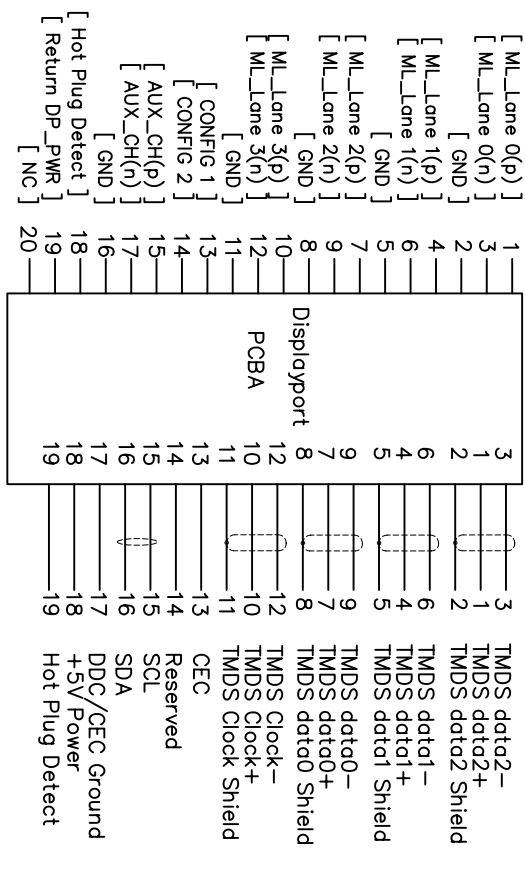 [ ML_Lane 0(p) ] 1 3 3 TMDS data2-
[ ML_Lane 0(n) ] 3 1 1 TMDS data2+
[ GND ] 2 2 2 TMDS data2 Shield
[ ML_Lane 1(p) ] 4 6 6 TMDS data1-
[ ML_Lane 1(n) ] 6 4 4 TMDS data1+
[ GND ] 5 5 5 TMDS data1 Shield
[ ML_Lane 2(p) ] 7 9 9 TMDS data0-
[ ML_Lane 2(n) ] 9 7 7 TMDS data0+
[ GND ] 8 Displayport 8 8 TMDS data0 Shield
[ ML_Lane 3(p) ] 10 12 12 TMDS Clock-
[ ML_Lane 3(n) ] 12 PCBA 10 10 TMDS Clock+
[ GND ] 11 11 11 TMDS Clock Shield
[ CONFIG 1 ] 13 13 13 CEC
[ CONFIG 2 ] 14 14 14 Reserved
[ AUX_CH(p) ] 15 15 15 SCL
[ AUX_CH(n) ] 17 16 16 SDA
[ GND ] 16 17 17 DDC/CEC Ground
[ Hot Plug Detect ] 18 18 18 +5V Power
[ Return DP_PWR ] 19 19 19 Hot Plug Detect
[ NC ] 20